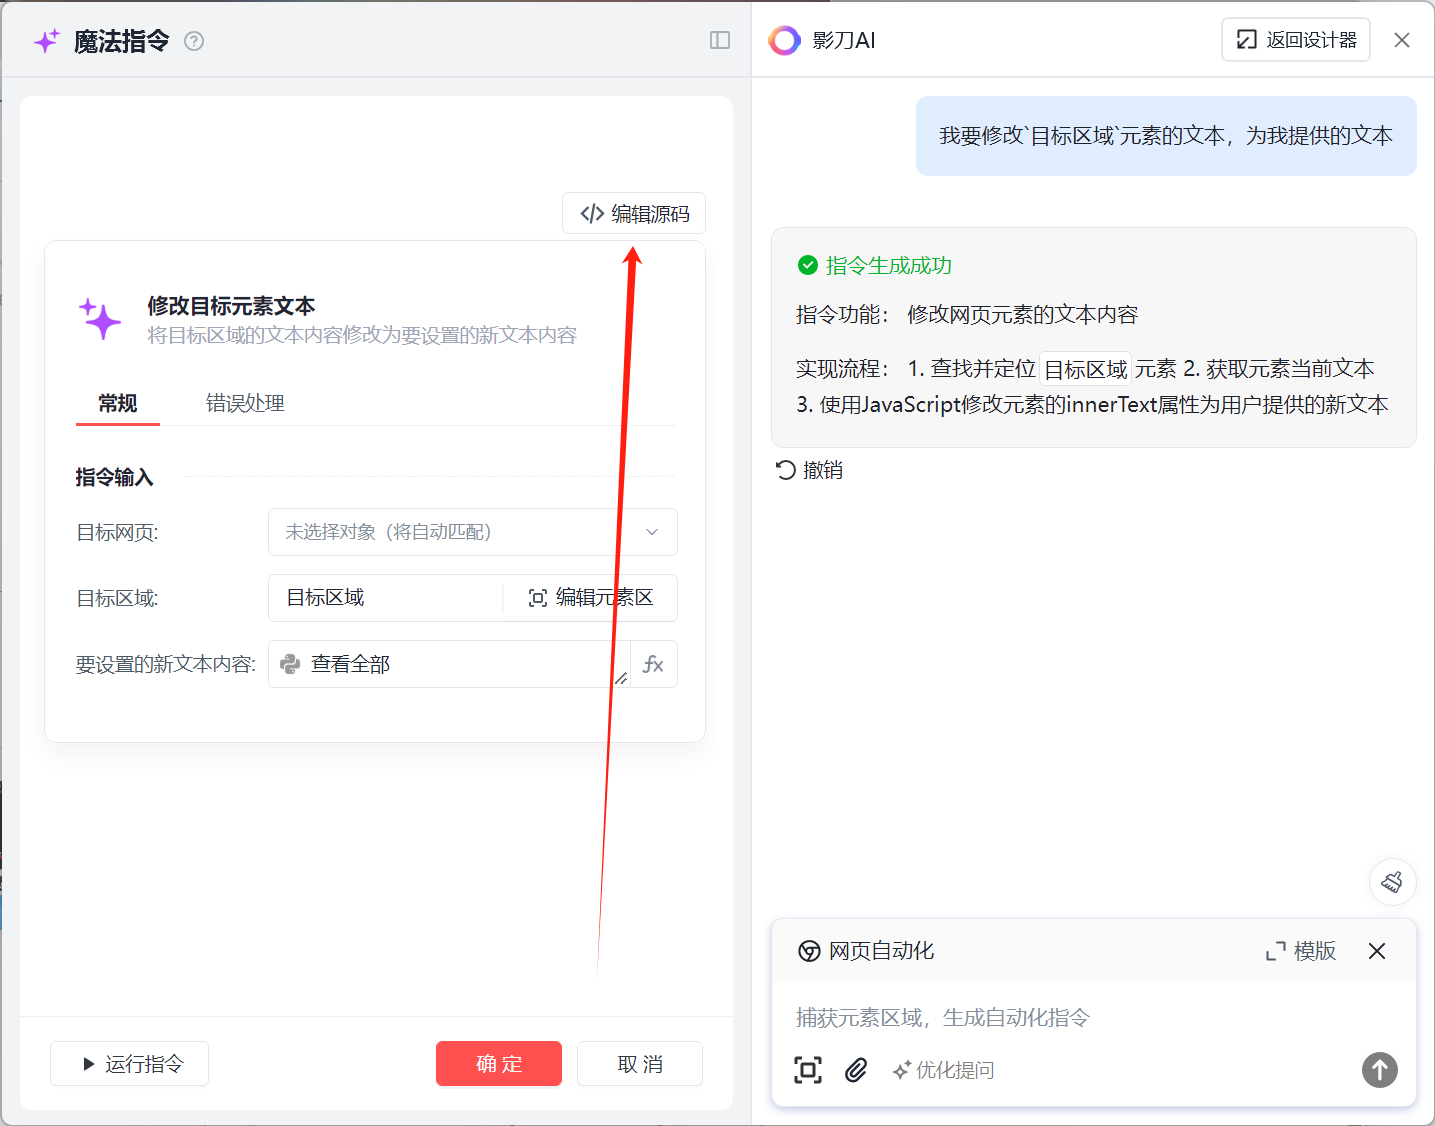 魔法指令
编辑源码
修改目标元素文本
将目标区域的文本内容修改为要设置的新文本内容
常规
错误处理
指令输入
目标网页:
未选择对象（将自动匹配）
目标区域:
目标区域
编辑元素区
要设置的新文本内容:
查看全部
fx
运行指令
确定
取消
影刀AI
返回设计器
我要修改`目标区域`元素的文本，为我提供的文本
指令生成成功
指令功能： 修改网页元素的文本内容
实现流程： 1. 查找并定位 目标区域 元素 2. 获取元素当前文本
3. 使用JavaScript修改元素的innerText属性为用户提供的新文本
撤销
网页自动化
模版
捕获元素区域，生成自动化指令
优化提问